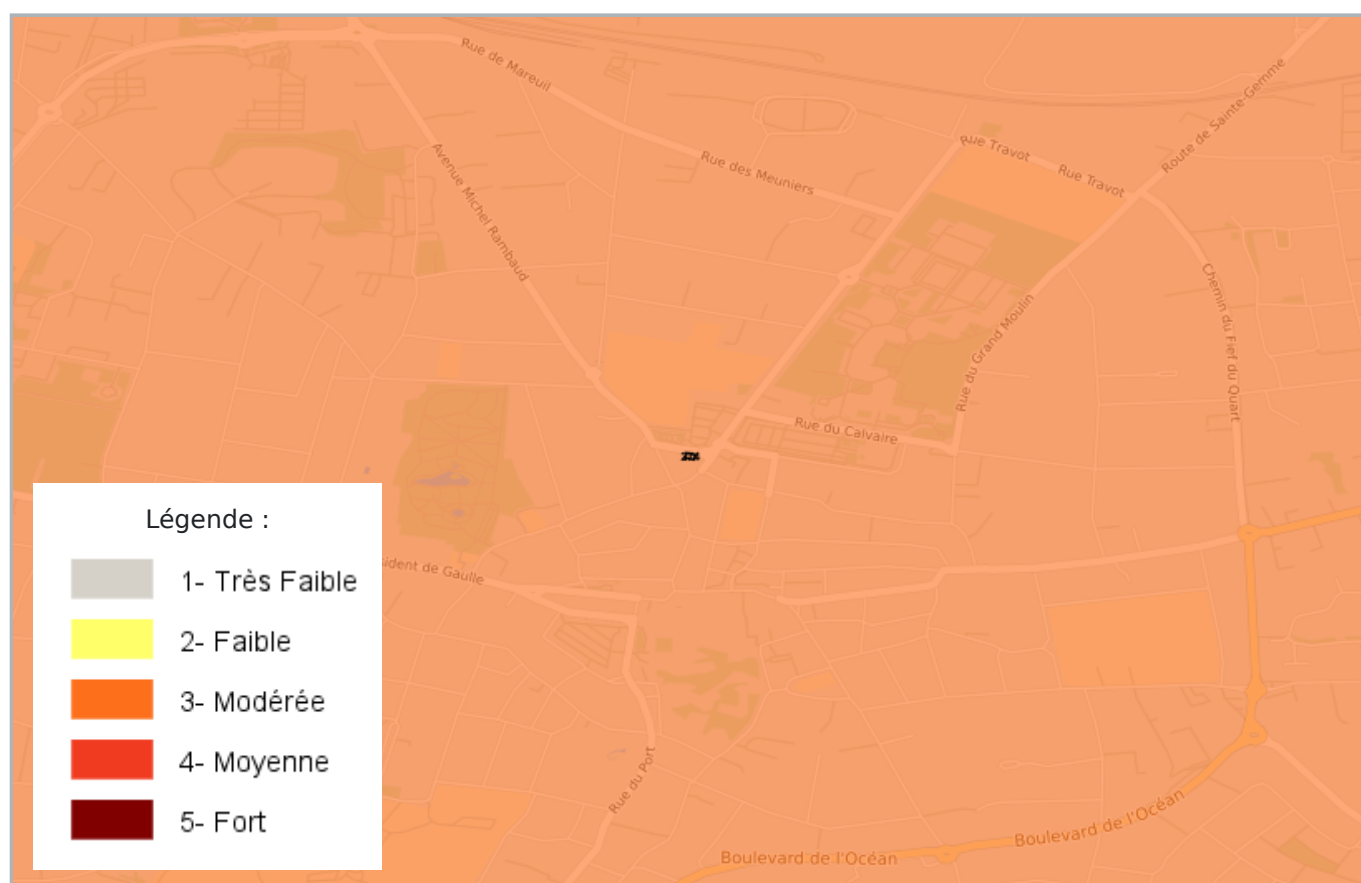 Rue de Mareuil
Rue Travot
Rue Travot
Route de Sainte-Gemme
Avenue Michel Rambaud
Rue des Meuniers
Chemin du Fief du Quart
Rue du Grand Moulin
Rue du Calvaire
Légende :
1- Très Faible
2- Faible
3- Modérée
4- Moyenne
5- Fort
sident de Gaulle
Rue du Port
Boulevard de l'Océan
Boulevard de l'Océan